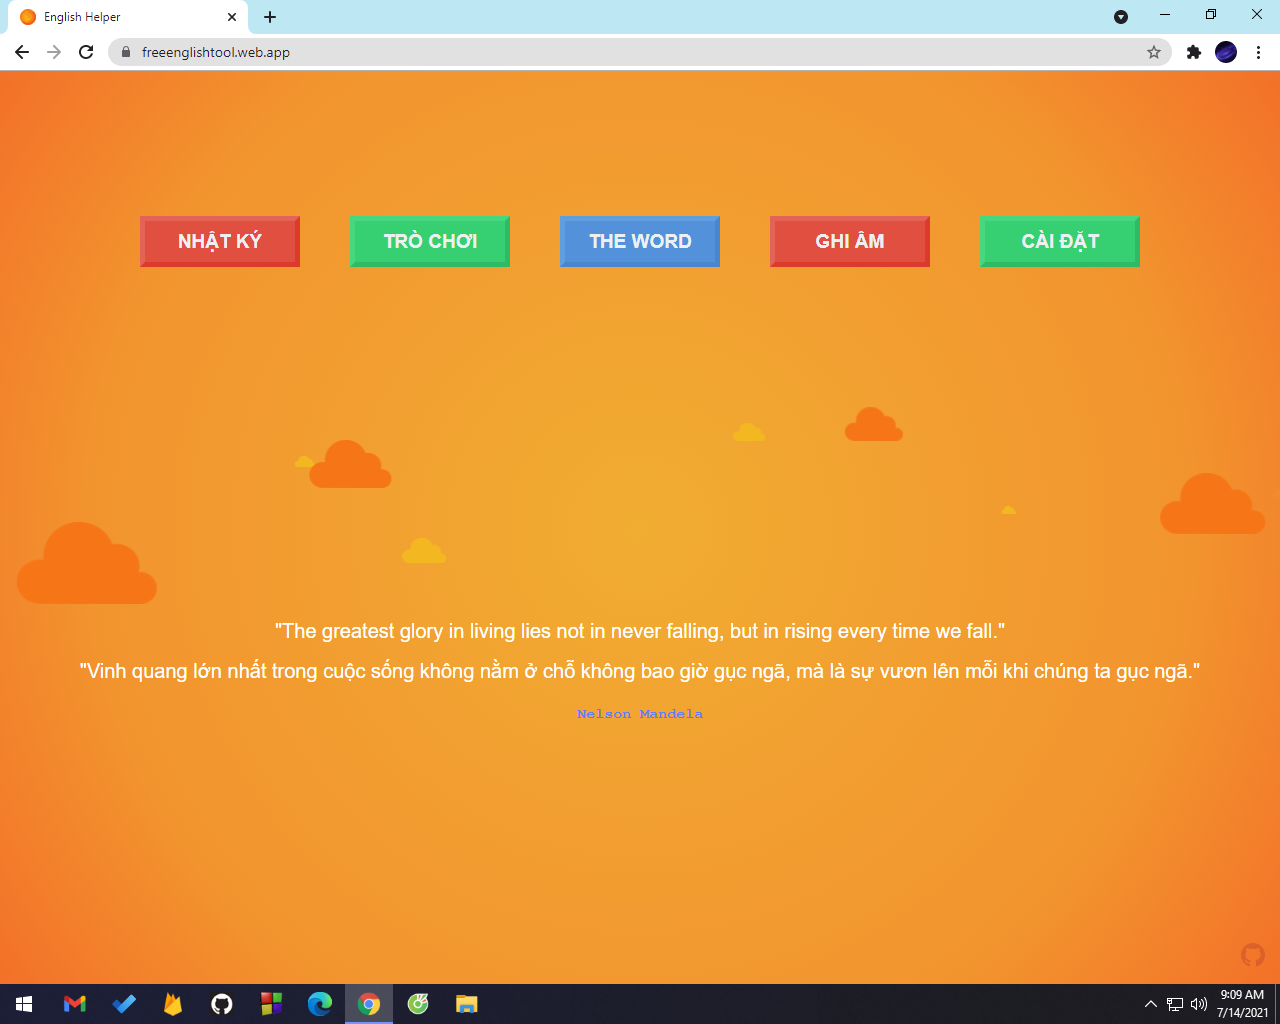 English Helper
freeenglishtool.web.app
NHẬT KÝ
TRÒ CHƠI
THE WORD
GHI ÂM
CÀI ĐẶT
"The greatest glory in living lies not in never falling, but in rising every time we fall."
"Vinh quang lớn nhất trong cuộc sống không nằm ở chỗ không bao giờ gục ngã, mà là sự vươn lên mỗi khi chúng ta gục ngã."
Nelson Mandela
9:09 AM
7/14/2021